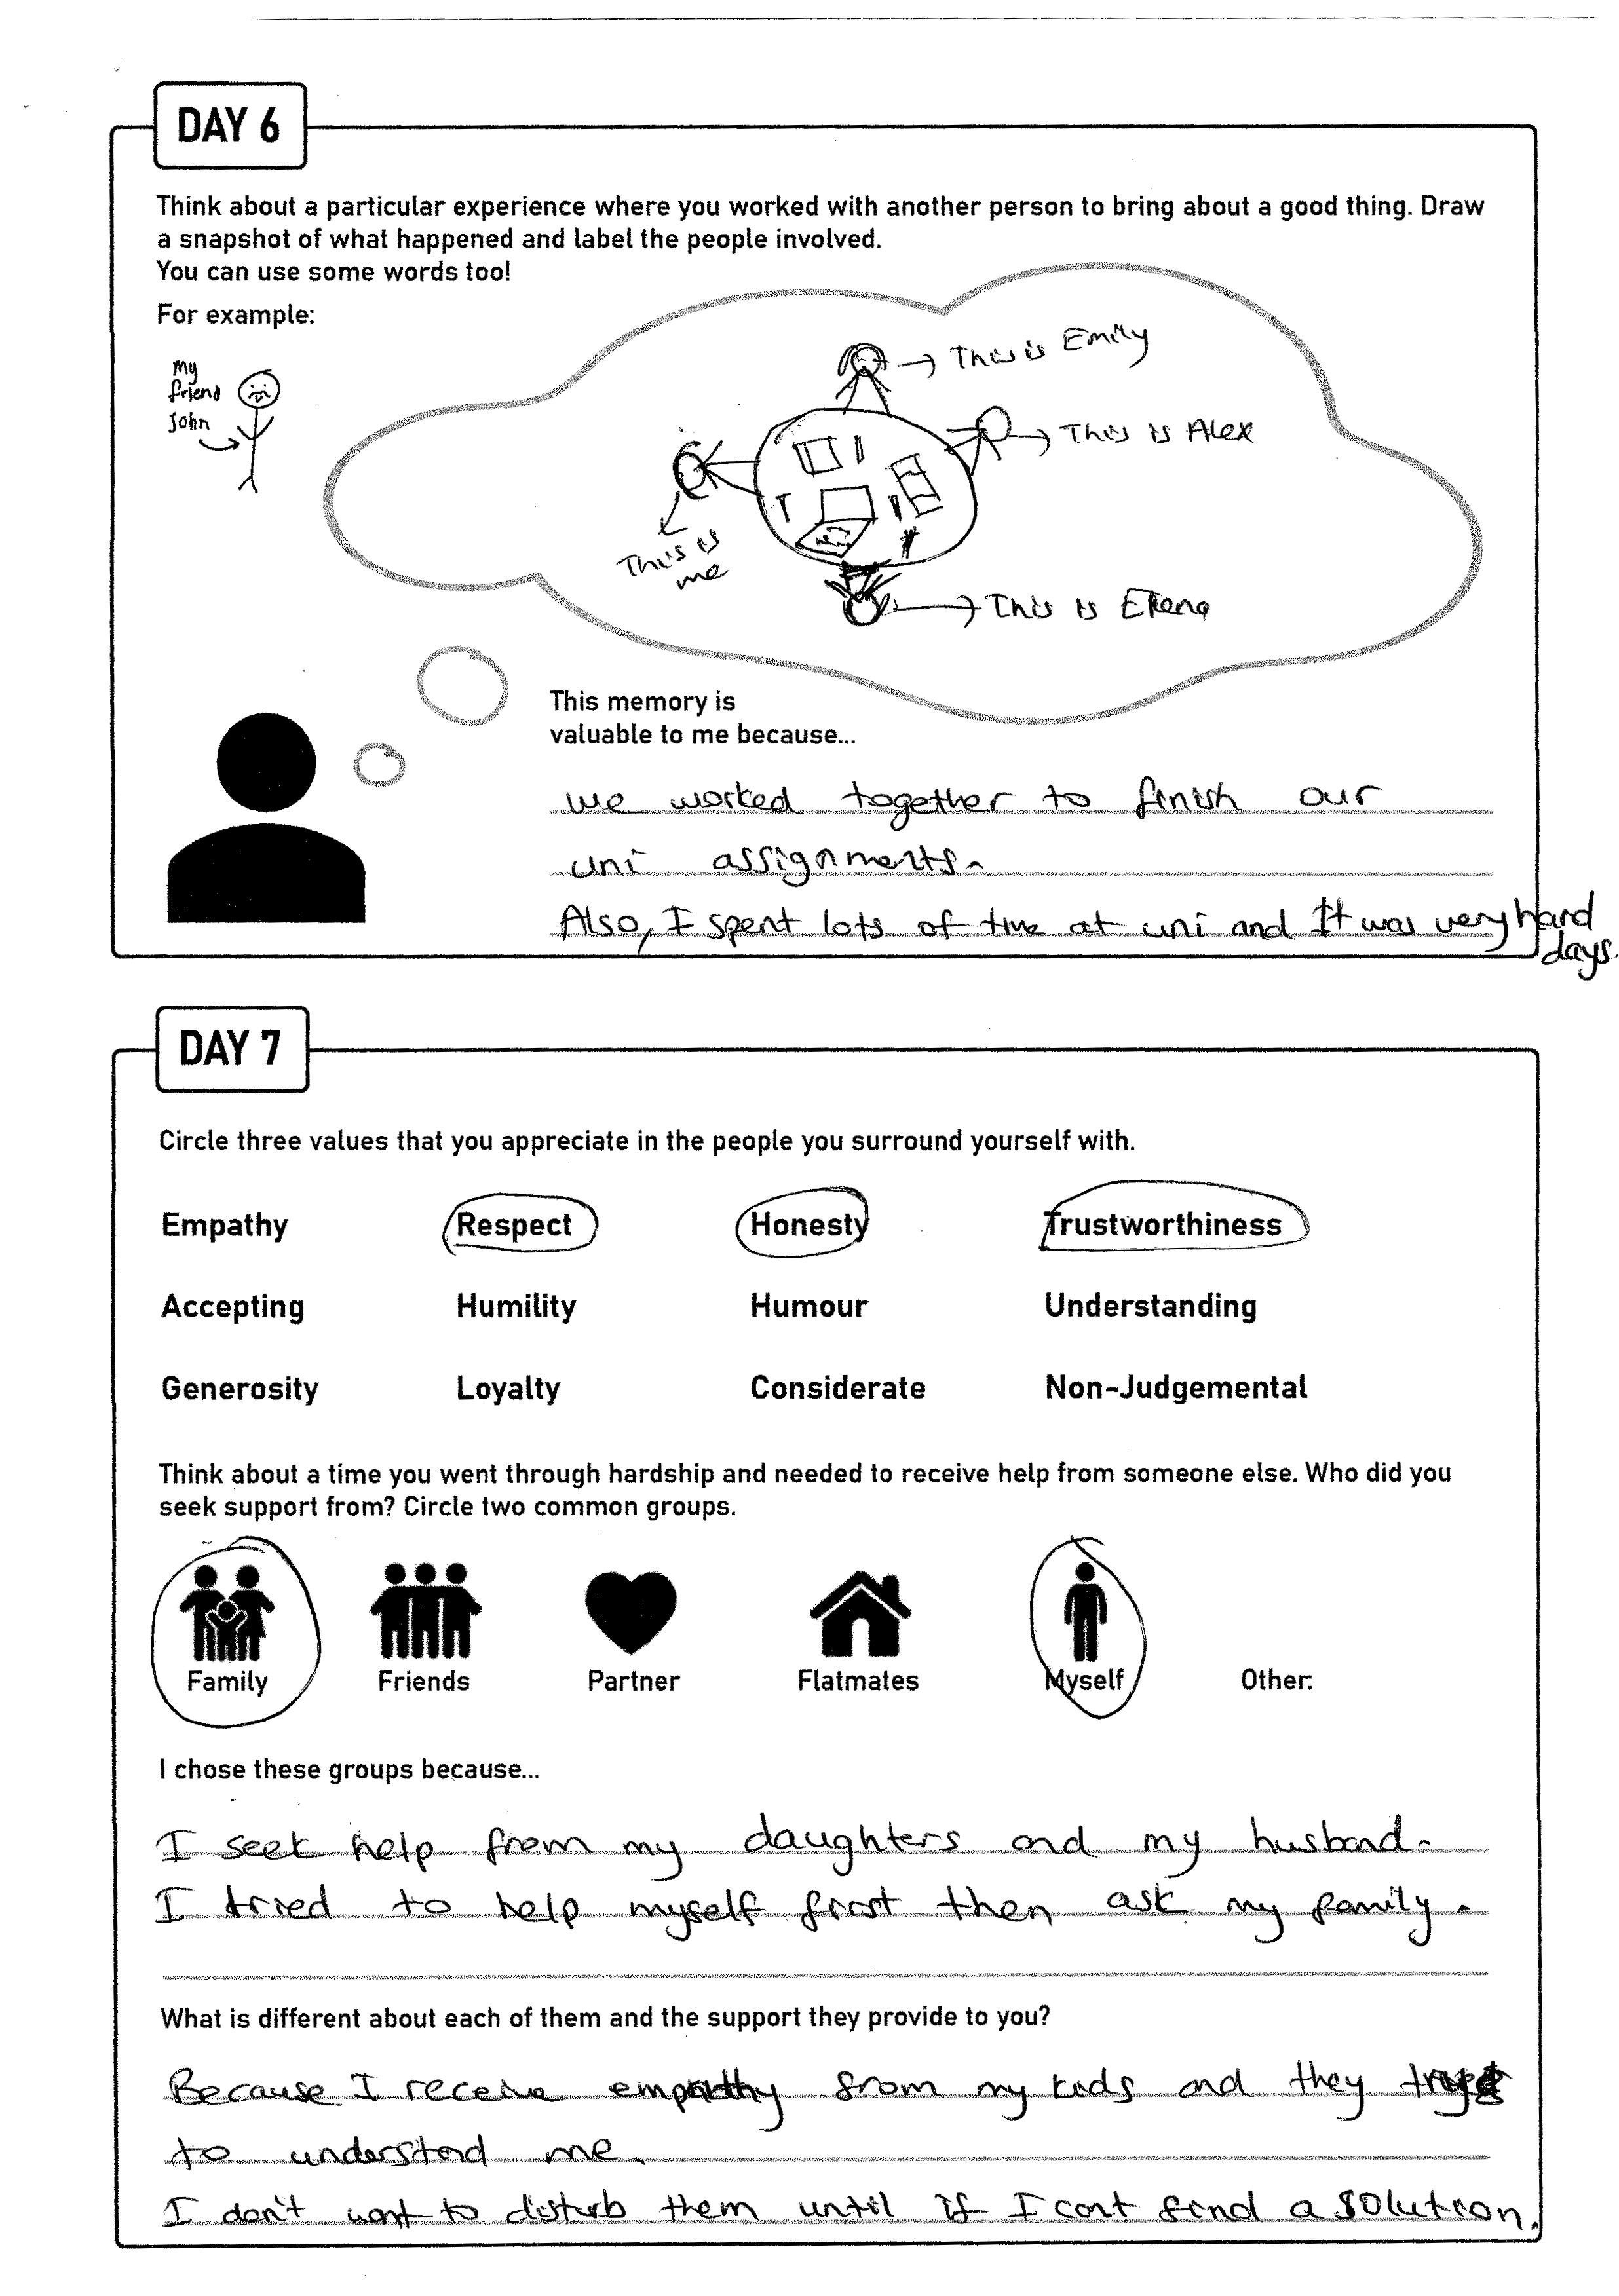 DAY 6
Think about a particular experience where you worked with another person to bring about a good thing. Draw
a snapshot of what happened and label the people involved.
You can use some words too!
For example:
My
friend
John
This is Emily
This is Alex
This is
me
This is Elena
This memory is
valuable to me because...
we worked together to finish our
uni assignments.
Also, I spent lots of time at uni and It was very hard
days.
DAY 7
Circle three values that you appreciate in the people you surround yourself with.
Empathy Respect Honesty Trustworthiness
Accepting Humility Humour Understanding
Generosity Loyalty Considerate Non-Judgemental
Think about a time you went through hardship and needed to receive help from someone else. Who did you
seek support from? Circle two common groups.
Family Friends Partner Flatmates Myself Other:
I chose these groups because...
I seek help from my daughters and my husband.
I tried to help myself first then ask my family.
What is different about each of them and the support they provide to you?
Because I receive empathy from my kids and they
to understand me.
I don't want to disturb them until if I cant find a solution.